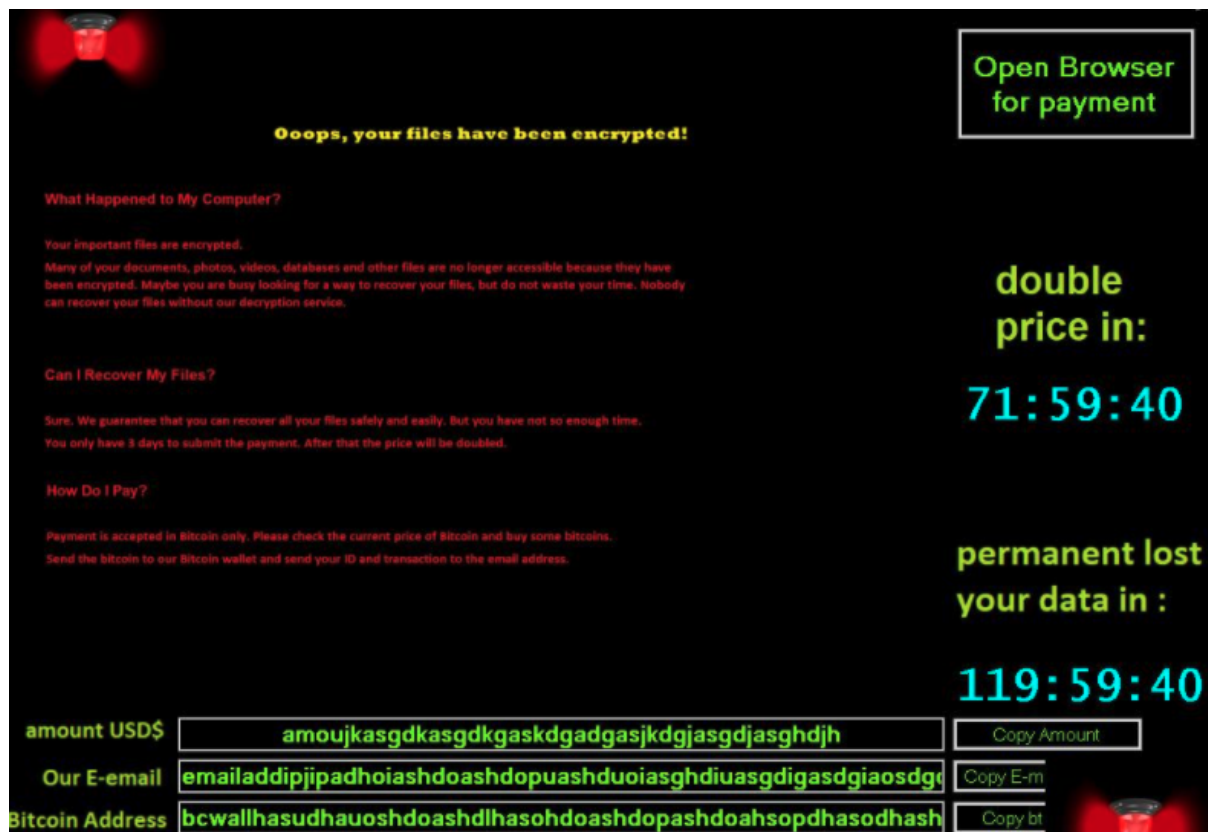 Open Browser
for payment
Ooops, your files have been encrypted!
What Happened to My Computer?
Your important files are encrypted.
Many of your documents, photos, videos, databases and other files are no longer accessible because they have
been encrypted. Maybe you are busy looking for a way to recover your files, but do not waste your time. Nobody
can recover your files without our decryption service.
double
price in:
71:59:40
Can I Recover My Files?
Sure. We guarantee that you can recover all your files safely and easily. But you have not so enough time.
You only have 3 days to submit the payment. After that the price will be doubled.
How Do I Pay?
Payment is accepted in Bitcoin only. Please check the current price of Bitcoin and buy some bitcoins.
Send the bitcoin to our Bitcoin wallet and send your ID and transaction to the email address.
permanent lost
your data in :
119:59:40
amount USD$ amoujkasgdkasgdkgaskdgadgasjkdgjasgdjasghdjh Copy Amount
Our E-email emailaddipjipadhoiashdoashdopuashduoiasghdiuasgdigasdgiaosdg Copy E-m
Bitcoin Address bcwallhasudhauoshdoashdlhasohdoashdopashdoahsopdhasodhash Copy bt